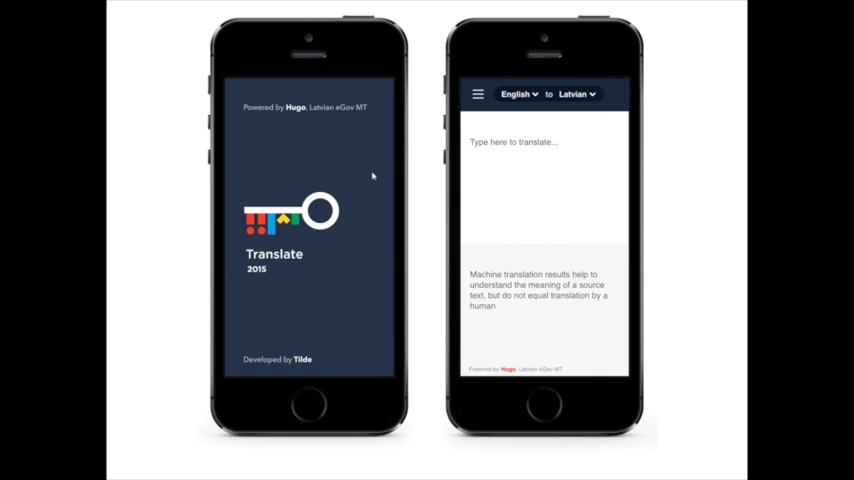 Powered by Hugo, Latvian eGov MT
Translate
2015
Developed by Tilde
English to Latvian
Type here to translate...
Machine translation results help to
understand the meaning of a source
text, but do not equal translation by a
human
Powered by Hugo, Latvian eGov MT